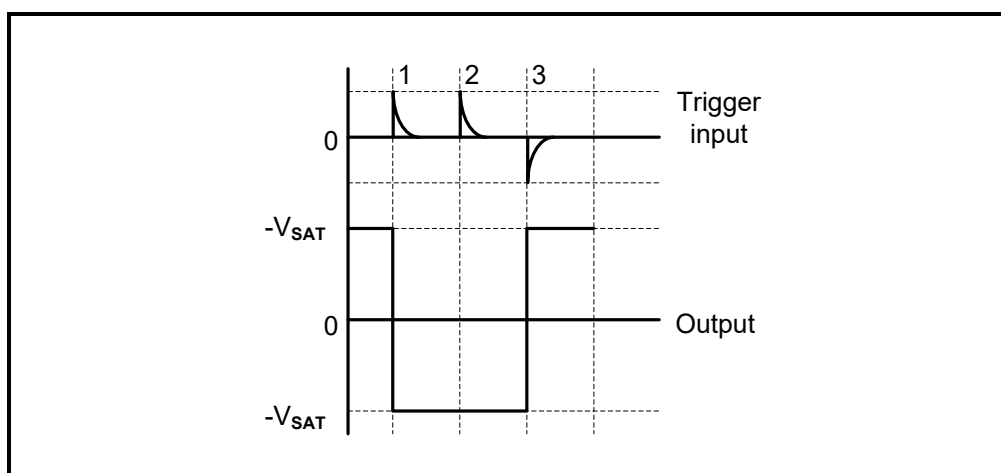 1 2 3
Trigger
input
0
-VSAT
0
Output
-VSAT